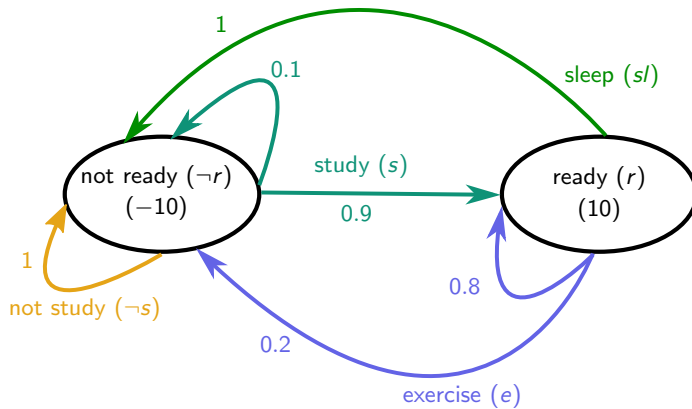 1
sleep (sl)
0.1
not ready (¬r)
(−10)
study (s)
0.9
ready (r)
(10)
1
not study (¬s)
0.8
0.2
exercise (e)